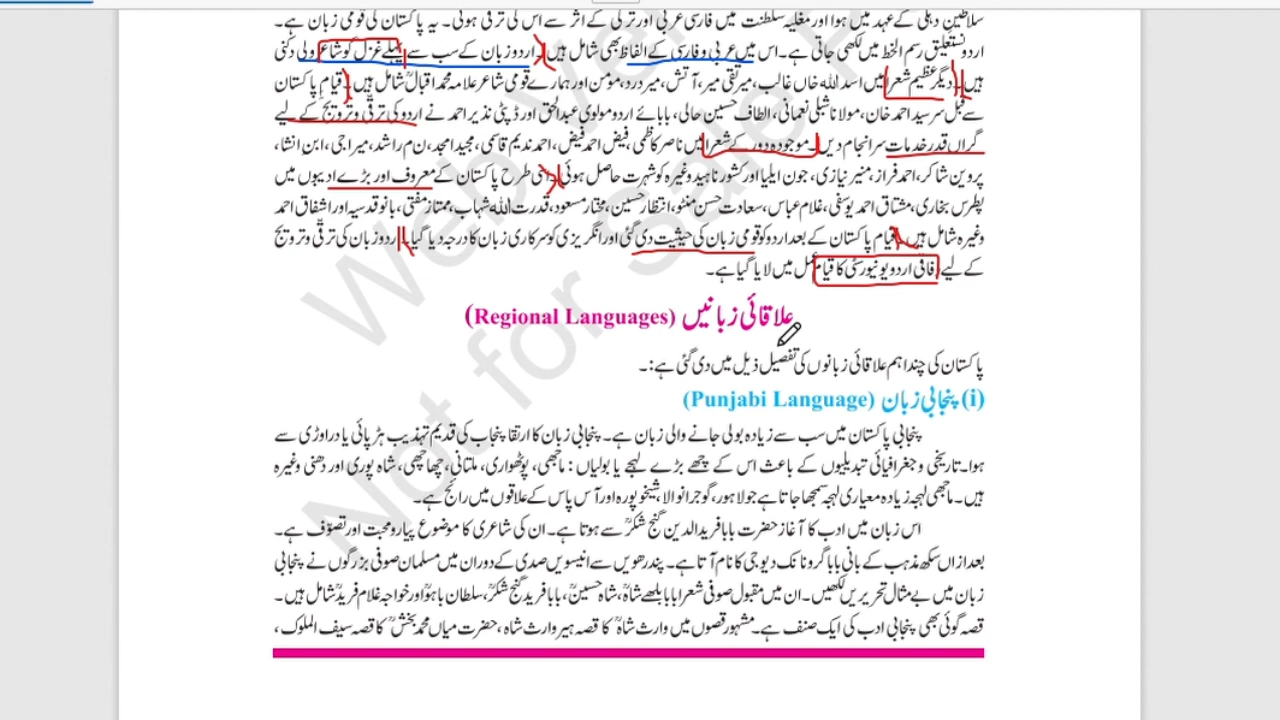 سلاطین دہلی کے عہد میں ہوا اور مغلیہ سلطنت میں فارسی عربی اور ترکی کے اثر سے اس کی ترقی ہوئی۔ یہ پاکستان کی قومی زبان ہے۔
اردو نستعلیق رسم الخط میں لکھی جاتی ہے۔ اس میں عربی و فارسی کے الفاظ بھی شامل ہیں۔ اردو زبان کے سب سے پہلے غزل گو شاعر ولی دکنی
ہیں۔ دیگر عظیم شعرا میں اسد اللہ خاں غالب، میر تقی میر، آتش، میر درد، مومن اور ہمارے قومی شاعر علامہ محمد اقبالؒ شامل ہیں۔ قیام پاکستان
سے قبل سر سید احمد خان، مولانا شبلی نعمانی، الطاف حسین حالی، بابائے اردو مولوی عبدالحق اور ڈپٹی نذیر احمد نے اردو کی ترقی و ترویج کے لیے
گراں قدر خدمات سرانجام دیں۔ موجودہ دور کے شعرا میں ناصر کاظمی، فیض احمد فیض، احمد ندیم قاسمی، مجید امجد، ن م راشد، میرا جی، ابن انشا،
پروین شاکر، احمد فراز، منیر نیازی، جون ایلیا اور کشور ناہید وغیرہ کو شہرت حاصل ہوئی۔ اسی طرح پاکستان کے معروف اور بڑے ادیبوں میں
پطرس بخاری، مشتاق احمد یوسفی، غلام عباس، سعادت حسن منٹو، انتظار حسین، مختار مسعود، قدرت اللہ شہاب، ممتاز مفتی، بانو قدسیہ اور اشفاق احمد
وغیرہ شامل ہیں۔ قیام پاکستان کے بعد اردو کو قومی زبان کی حیثیت دی گئی اور انگریزی کو سرکاری زبان کا درجہ دیا گیا۔ اردو زبان کی ترقی و ترویج
کے لیے وفاقی اردو یونیورسٹی کا قیام عمل میں لایا گیا ہے۔
علاقائی زبانیں (Regional Languages)
پاکستان کی چند اہم علاقائی زبانوں کی تفصیل ذیل میں دی گئی ہے:۔
(i) پنجابی زبان (Punjabi Language)
پنجابی پاکستان میں سب سے زیادہ بولی جانے والی زبان ہے۔ پنجابی زبان کا ارتقا پنجاب کی قدیم تہذیب ہڑپائی یا دراوڑی سے
ہوا۔ تاریخی و جغرافیائی تبدیلیوں کے باعث اس کے چھے بڑے لہجے یا بولیاں: ماجھی، پوٹھواری، ملتانی، چھاچھی، شاہ پوری اور دھنی وغیرہ
ہیں۔ ماجھی لہجہ زیادہ معیاری لہجہ سمجھا جاتا ہے جو لاہور، گوجرانوالا، شیخوپورہ اور آس پاس کے علاقوں میں رائج ہے۔
اس زبان میں ادب کا آغاز حضرت بابا فرید الدین گنج شکرؒ سے ہوتا ہے۔ ان کی شاعری کا موضوع پیار و محبت اور تصوّف ہے۔
بعد ازاں سکھ مذہب کے بانی بابا گرونانک دیو جی کا نام آتا ہے۔ پندرھویں سے انیسویں صدی کے دوران میں مسلمان صوفی بزرگوں نے پنجابی
زبان میں بے مثال تحریریں لکھیں۔ ان میں مقبول صوفی شعرا بابا بلھے شاہؒ، شاہ حسینؒ، بابا فرید گنج شکرؒ، سلطان باہوؒ اور خواجہ غلام فریدؒ شامل ہیں۔
قصہ گوئی بھی پنجابی ادب کی ایک صنف ہے۔ مشہور قصوں میں وارث شاہؒ کا قصہ ہیر وارث شاہ، حضرت میاں محمد بخشؒ کا قصہ سیف الملوک،